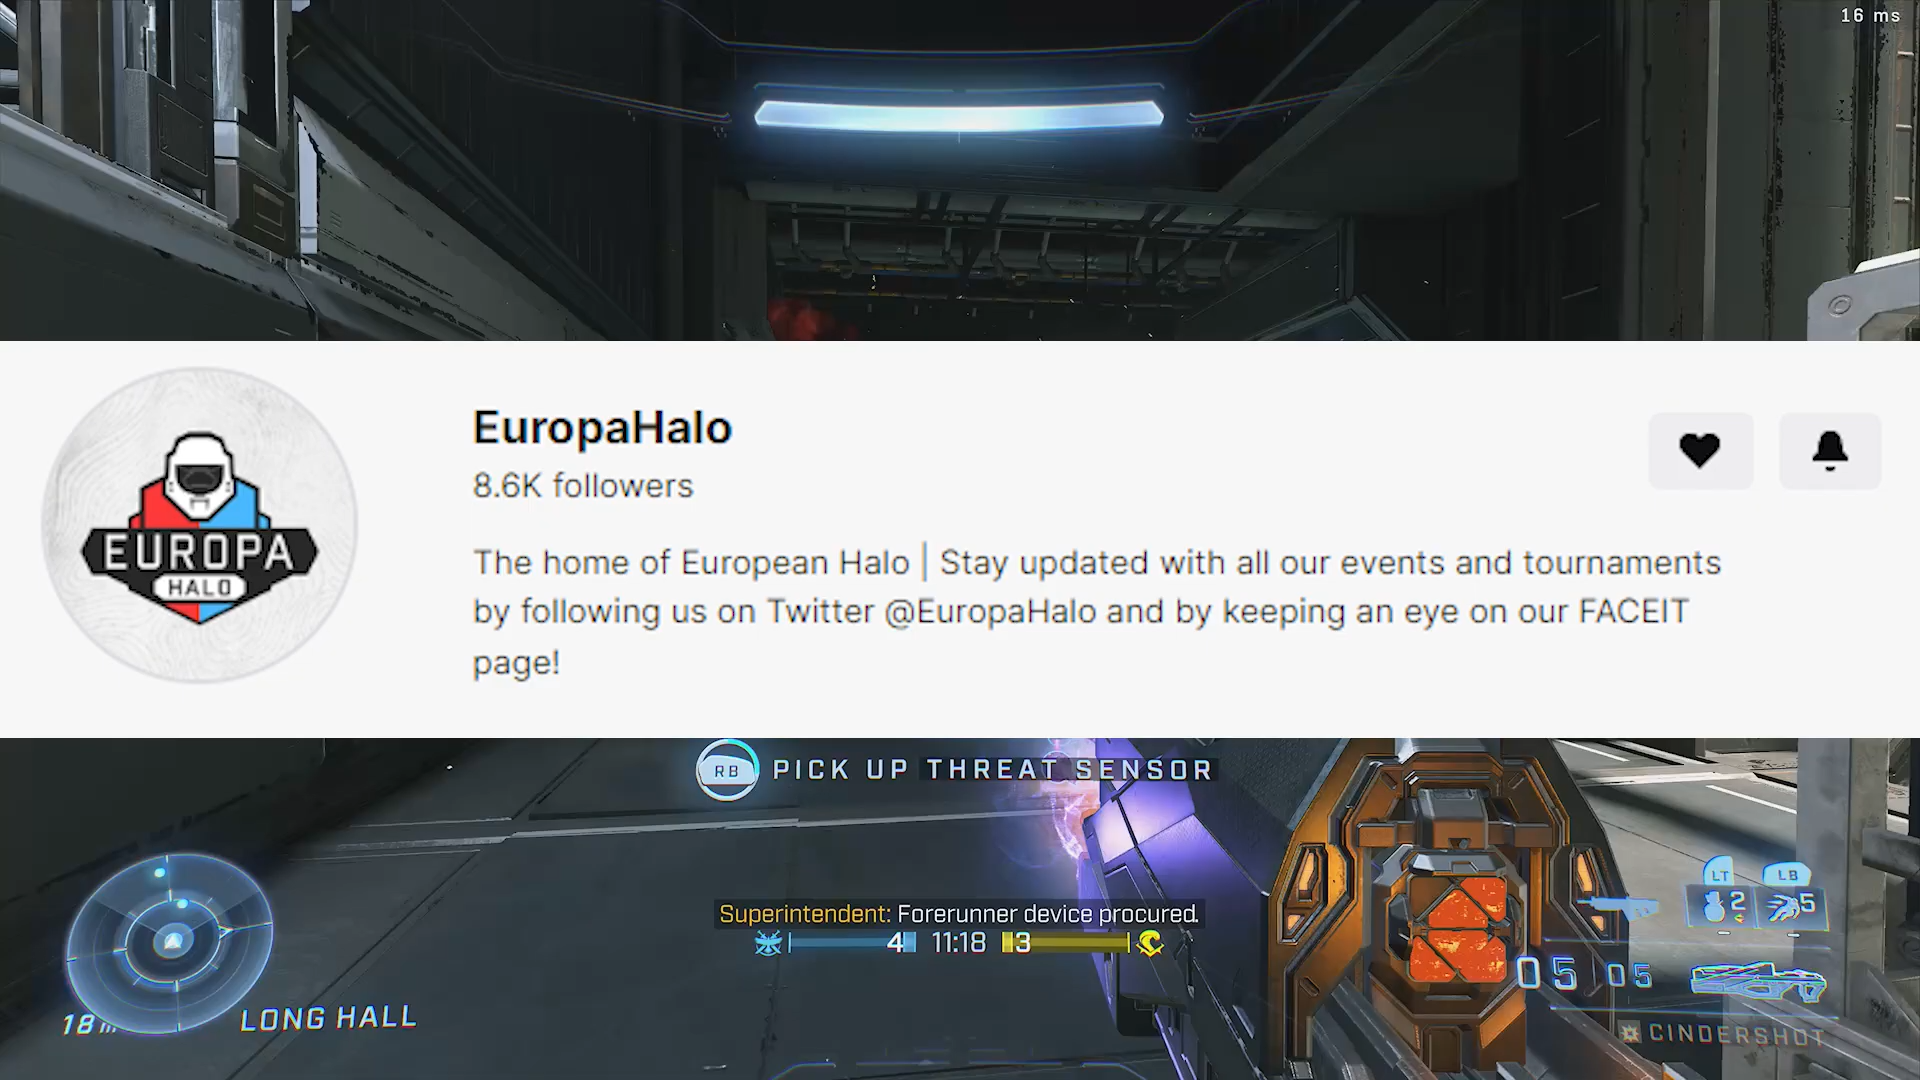 16 ms
EUROPA
HALO
EuropaHalo
8.6K followers
The home of European Halo | Stay updated with all our events and tournaments
by following us on Twitter @EuropaHalo and by keeping an eye on our FACEIT
page!
RB PICK UP THREAT SENSOR
Superintendent: Forerunner device procured.
4 11:18 3
18m
LONG HALL
LT LB
2 5
05 05
CINDERSHOT